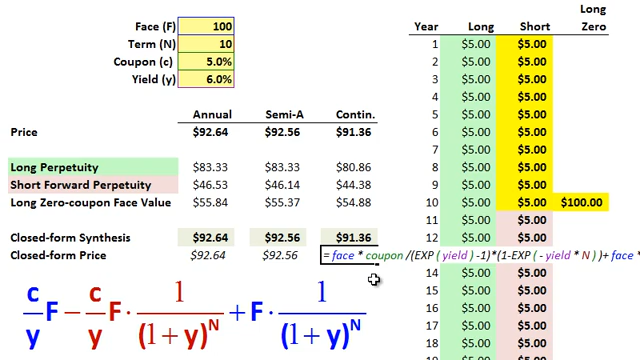 Long
Face (F) 100 Year Long Short Zero
Term (N) 10 1 $5.00 $5.00
Coupon (c) 5.0% 2 $5.00 $5.00
Yield (y) 6.0% 3 $5.00 $5.00
4 $5.00 $5.00
Annual Semi-A Contin. 5 $5.00 $5.00
Price $92.64 $92.56 $91.36 6 $5.00 $5.00
7 $5.00 $5.00
Long Perpetuity $83.33 $83.33 $80.86 8 $5.00 $5.00
Short Forward Perpetuity $46.53 $46.14 $44.38 9 $5.00 $5.00
Long Zero-coupon Face Value $55.84 $55.37 $54.88 10 $5.00 $5.00 $100.00
11 $5.00 $5.00
Closed-form Synthesis $92.64 $92.56 $91.36 12 $5.00 $5.00
Closed-form Price $92.64 $92.56 = face * coupon /(EXP ( yield ) -1)*(1-EXP ( - yield * N ) )+ face *
14 $5.00 $5.00
15 $5.00 $5.00
16 $5.00 $5.00
17 $5.00 $5.00
18 $5.00 $5.00
c/y F − c/y F · 1/(1+y)^N + F · 1/(1+y)^N